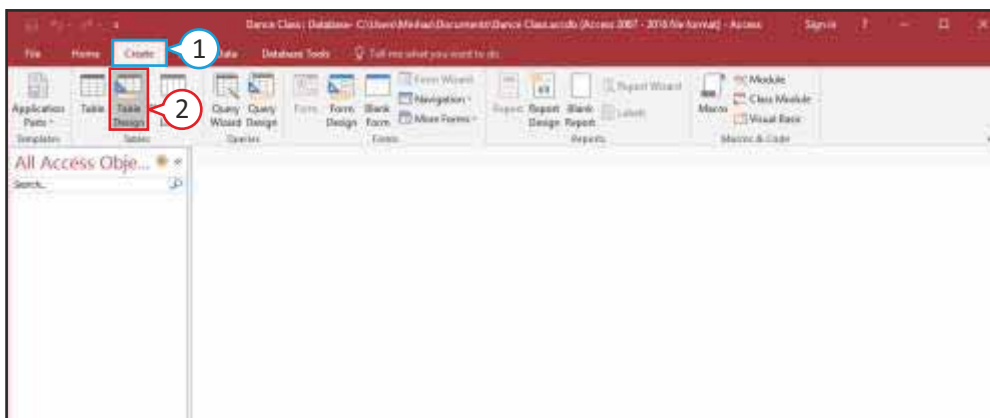 Dance Class : Database- C:\Users\Minhas\Documents\Dance Class.accdb (Access 2007 - 2016 file format) - Access Sign in ? 
File Home Create 1 Data Database Tools Tell me what you want to do
Application Parts Table Table Design 2 Query Wizard Query Design Form Form Design Blank Form Form Wizard Navigation More Forms Report Report Design Blank Report Report Wizard Labels Macro Module Class Module Visual Basic
Templates Tables Queries Forms Reports Macros & Code
All Access Obje...
Search...